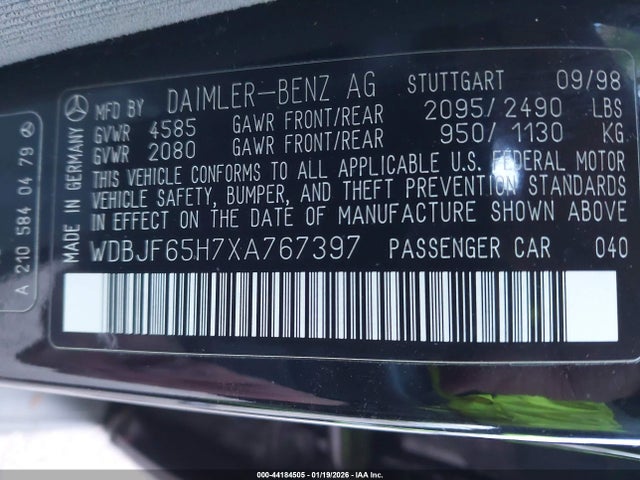 MFD BY DAIMLER-BENZ AG STUTTGART 09/98
GVWR 4585 GAWR FRONT/REAR 2095/2490 LBS
GVWR 2080 GAWR FRONT/REAR 950/1130 KG
THIS VEHICLE CONFORMS TO ALL APPLICABLE U.S. FEDERAL MOTOR
VEHICLE SAFETY, BUMPER, AND THEFT PREVENTION STANDARDS
IN EFFECT ON THE DATE OF MANUFACTURE SHOWN ABOVE
WDBJF65H7XA767397 PASSENGER CAR 040
MADE IN GERMANY
A 210 584 04 79
000-44184505 - 01/19/2026 - IAA Inc.